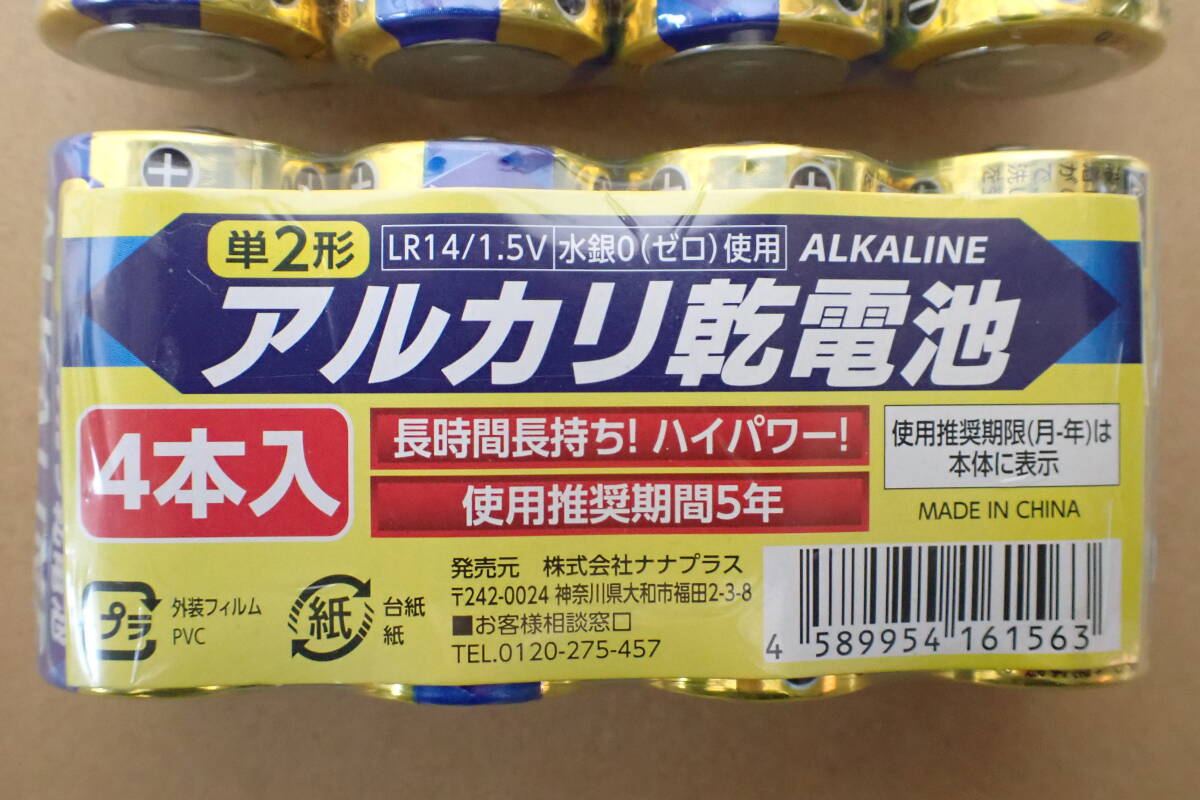 単2形 LR14/1.5V 水銀0(ゼロ)使用 ALKALINE
アルカリ乾電池
4本入
長時間長持ち! ハイパワー!
使用推奨期間5年
使用推奨期限(月-年)は
本体に表示
MADE IN CHINA
プラ
外装フィルム
PVC
紙
台紙
紙
発売元 株式会社ナナプラス
〒242-0024 神奈川県大和市福田2-3-8
■お客様相談窓口
TEL.0120-275-457
4 589954 161563